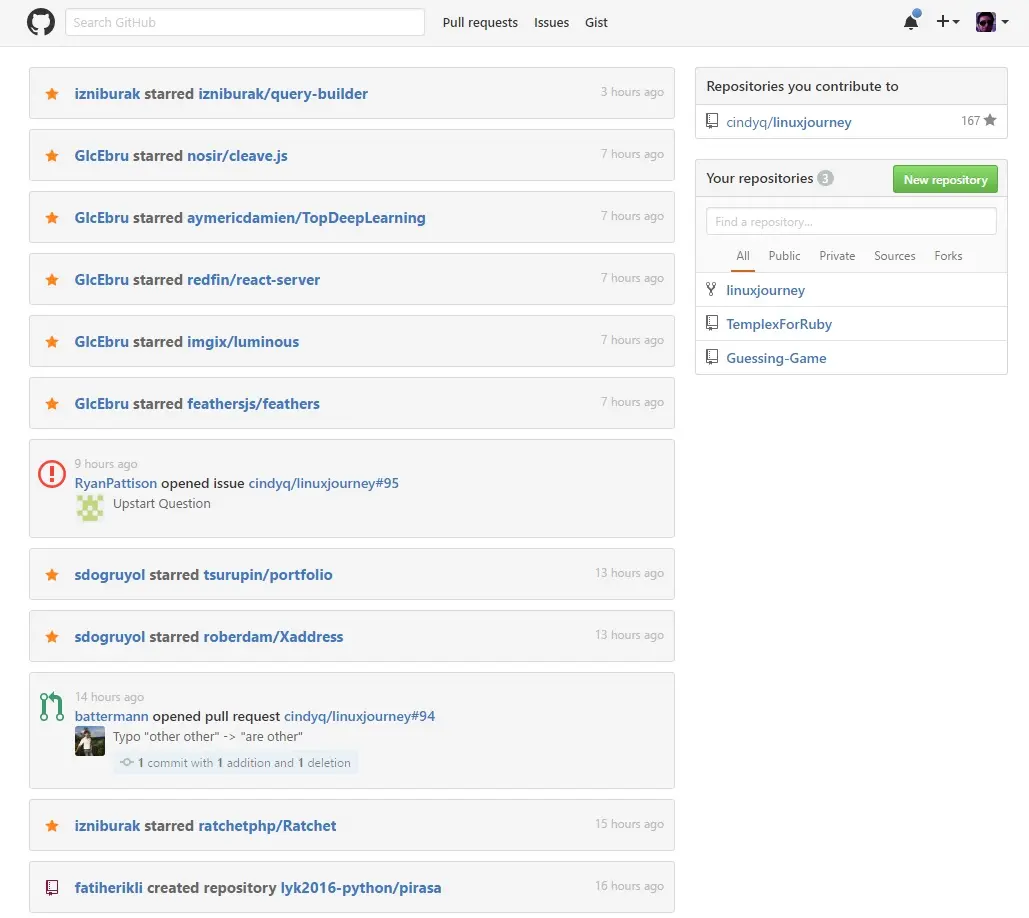 Search GitHub
Pull requests Issues Gist
izniburak starred izniburak/query-builder 3 hours ago
GlcEbru starred nosir/cleave.js 7 hours ago
GlcEbru starred aymericdamien/TopDeepLearning 7 hours ago
GlcEbru starred redfin/react-server 7 hours ago
GlcEbru starred imgix/luminous 7 hours ago
GlcEbru starred feathersjs/feathers 7 hours ago
9 hours ago
RyanPattison opened issue cindyq/linuxjourney#95
Upstart Question
sdogruyol starred tsurupin/portfolio 13 hours ago
sdogruyol starred roberdam/Xaddress 13 hours ago
14 hours ago
battermann opened pull request cindyq/linuxjourney#94
Typo "other other" -> "are other"
1 commit with 1 addition and 1 deletion
izniburak starred ratchetphp/Ratchet 15 hours ago
fatiherikli created repository lyk2016-python/pirasa 16 hours ago
Repositories you contribute to
cindyq/linuxjourney 167
Your repositories 3 New repository
Find a repository...
All Public Private Sources Forks
linuxjourney
TemplexForRuby
Guessing-Game